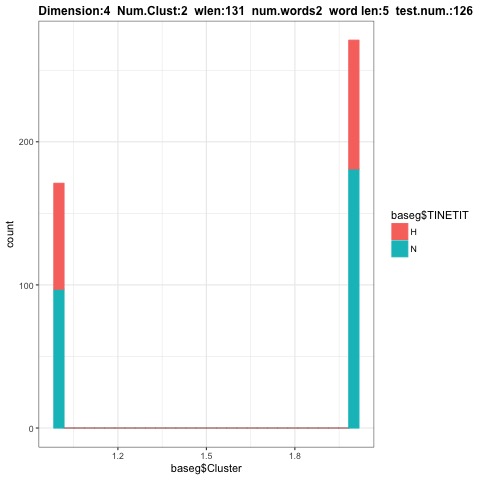 Dimension:4  Num.Clust:2  wlen:131  num.words2  word len:5  test.num.:126
200
100
0
count
1.2 1.5 1.8
baseg$Cluster
baseg$TINETIT
H
N